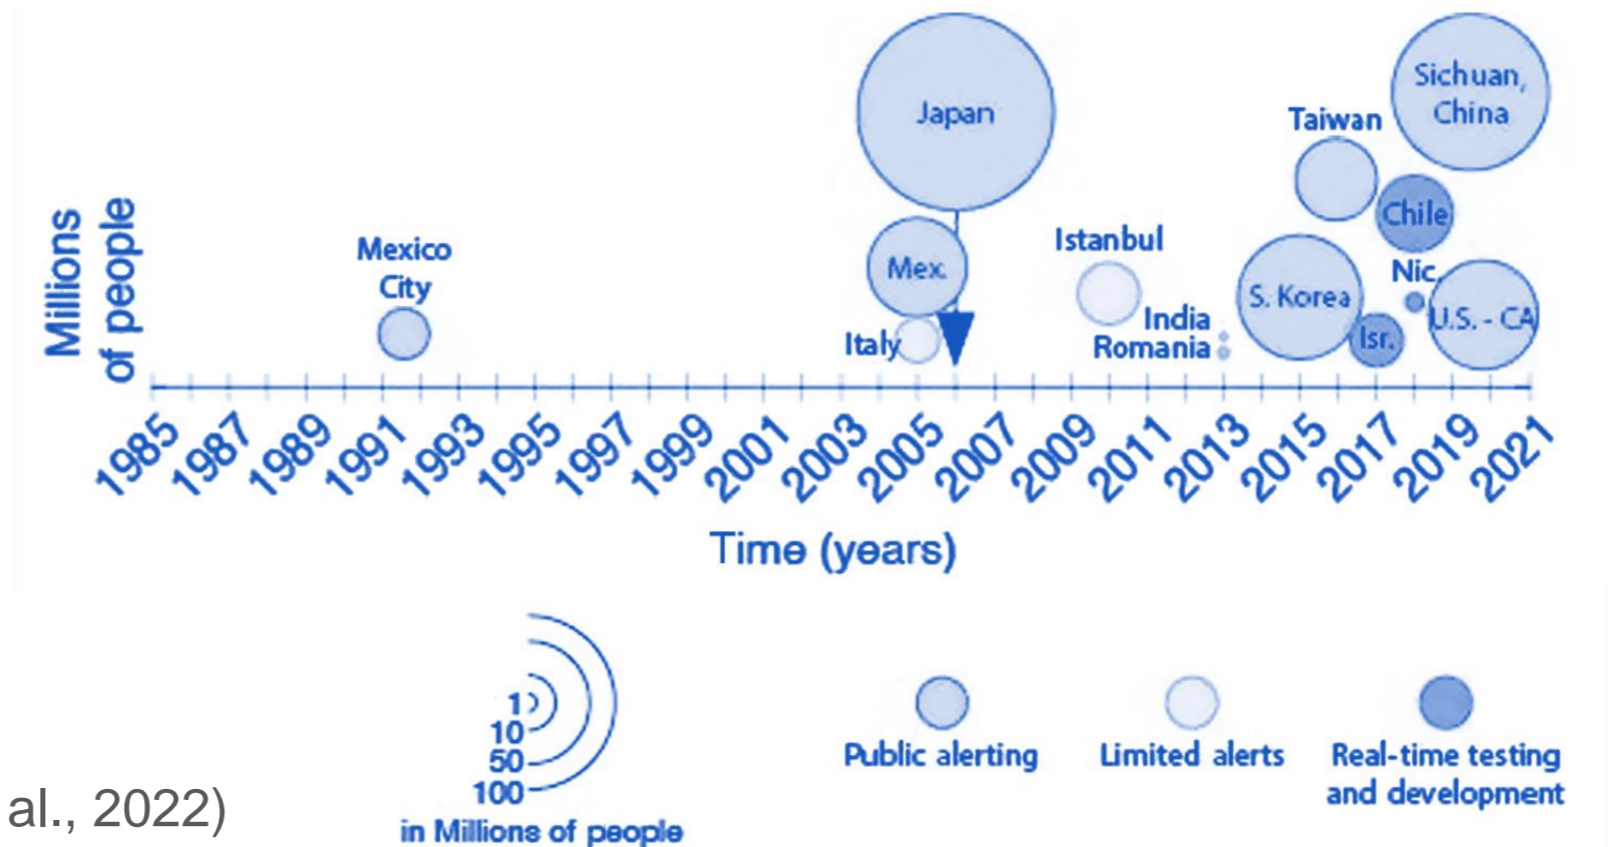 Millions
of people
Mexico
City
Japan
Mex.
Italy
Istanbul
India
Romania
Taiwan
Sichuan,
China
Chile
S. Korea
Nic.
Isr.
U.S. - CA
1985
1987
1989
1991
1993
1995
1997
1999
2001
2003
2005
2007
2009
2011
2013
2015
2017
2019
2021
Time (years)
1
10
50
100
in Millions of people
Public alerting
Limited alerts
Real-time testing
and development
al., 2022)